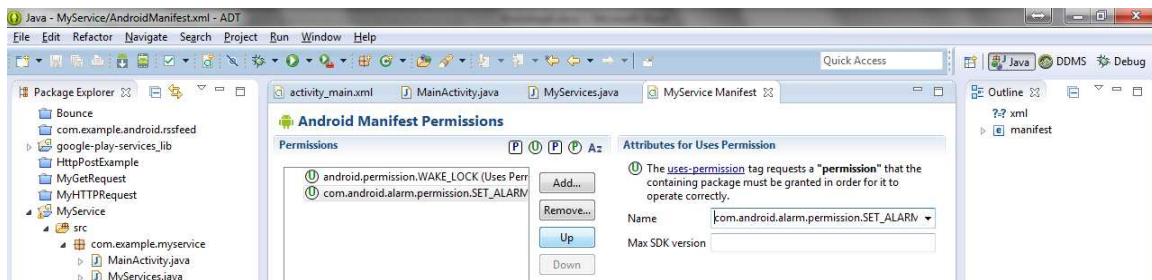 Java - MyService/AndroidManifest.xml - ADT
File Edit Refactor Navigate Search Project Run Window Help
Quick Access
Java
DDMS
Debug
Package Explorer
activity_main.xml
MainActivity.java
MyServices.java
MyService Manifest
Outline
Bounce
com.example.android.rssfeed
google-play-services_lib
HttpPostExample
MyGetRequest
MyHTTPRequest
MyService
src
com.example.myservice
MainActivity.java
MyServices.java
Android Manifest Permissions
Permissions
P U P P Az
android.permission.WAKE_LOCK (Uses Perr
com.android.alarm.permission.SET_ALARM
Add...
Remove...
Up
Down
Attributes for Uses Permission
U The uses-permission tag requests a "permission" that the
containing package must be granted in order for it to
operate correctly.
Name com.android.alarm.permission.SET_ALARM
Max SDK version
?-? xml
e manifest